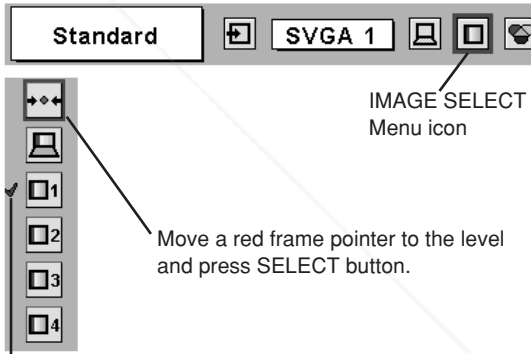 Standard
SVGA 1
IMAGE SELECT
Menu icon
Move a red frame pointer to the level
and press SELECT button.
1
2
3
4